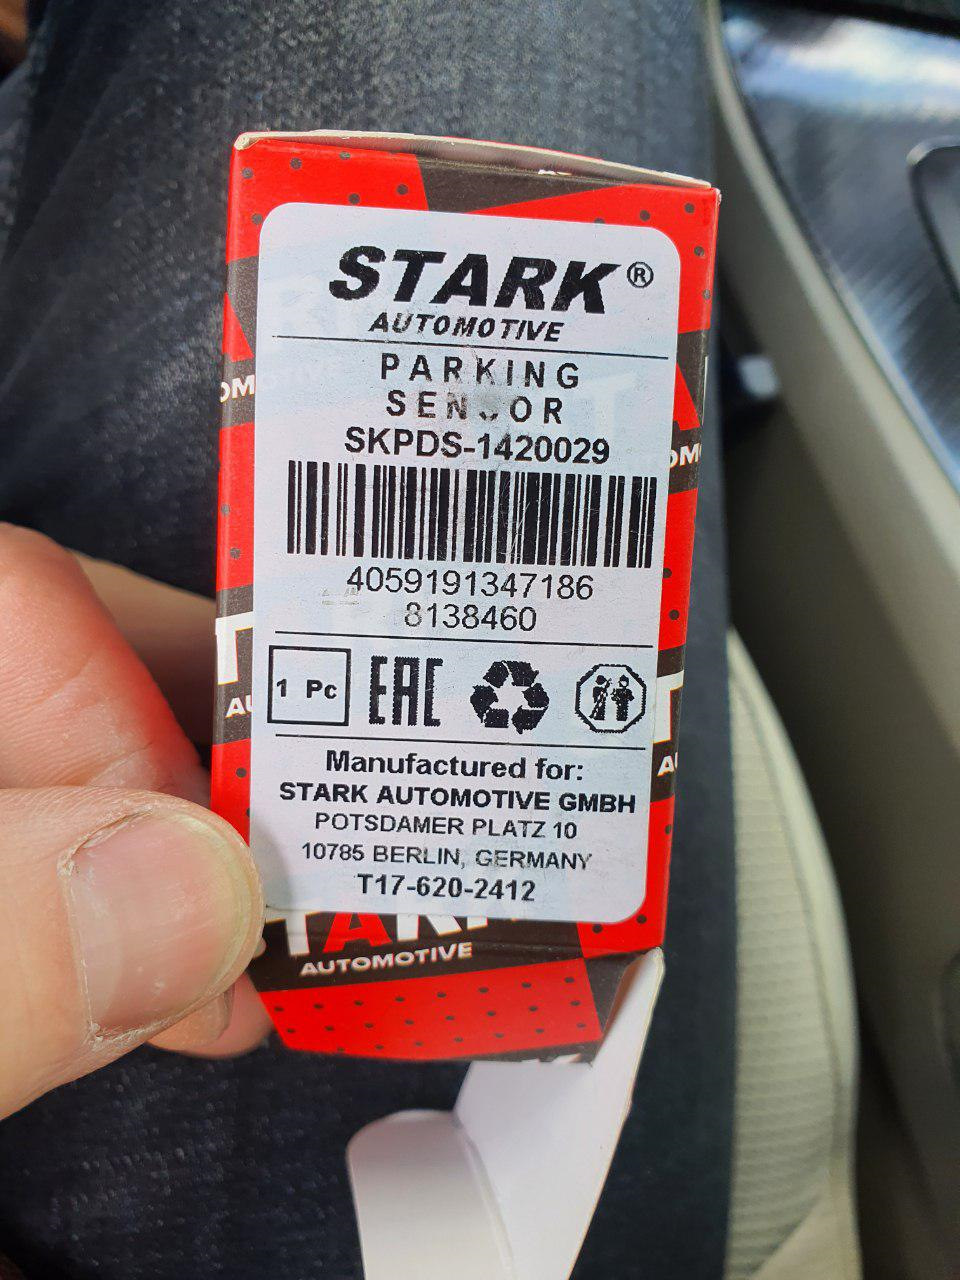 STARK®
AUTOMOTIVE
PARKING
SENSOR
SKPDS-1420029
4059191347186
8138460
1 Pc
EAC
Manufactured for:
STARK AUTOMOTIVE GMBH
POTSDAMER PLATZ 10
10785 BERLIN, GERMANY
T17-620-2412
STARK
AUTOMOTIVE